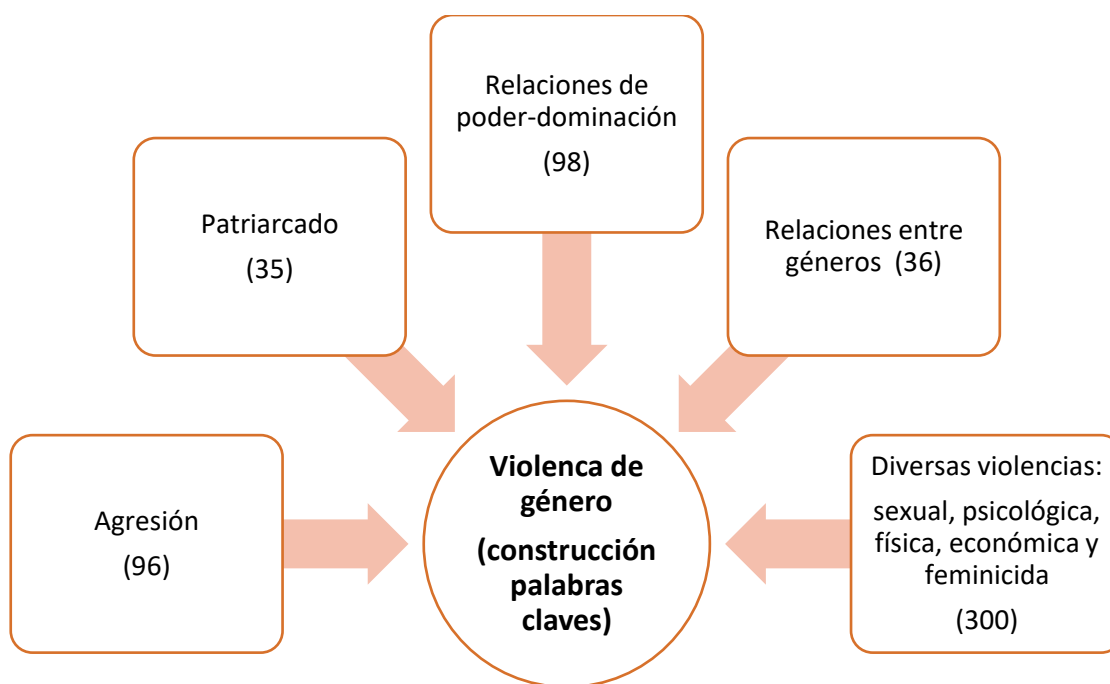 Relaciones de
poder-dominación
(98)
Patriarcado
(35)
Relaciones entre
géneros (36)
Agresión
(96)
Violenca de
género
(construcción
palabras
claves)
Diversas violencias:
sexual, psicológica,
física, económica y
feminicida
(300)